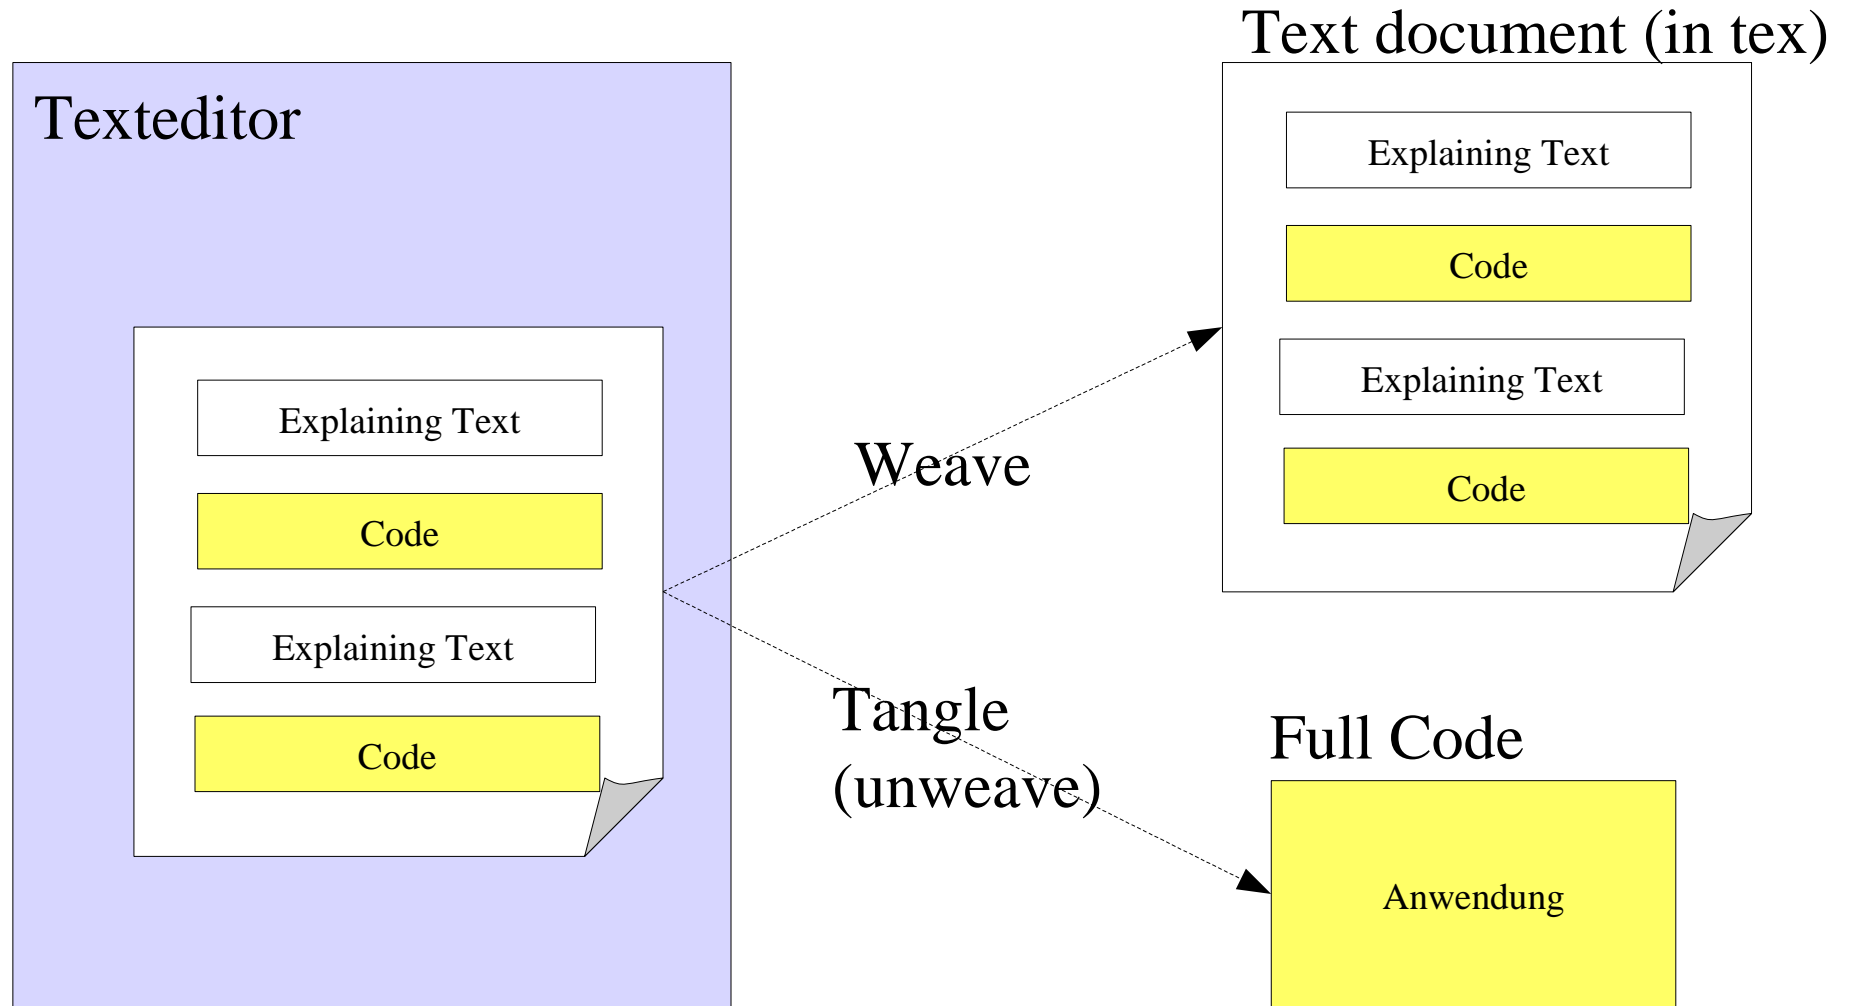 Texteditor
Explaining Text
Code
Explaining Text
Code
Weave
Tangle
(unweave)
Text document (in tex)
Explaining Text
Code
Explaining Text
Code
Full Code
Anwendung